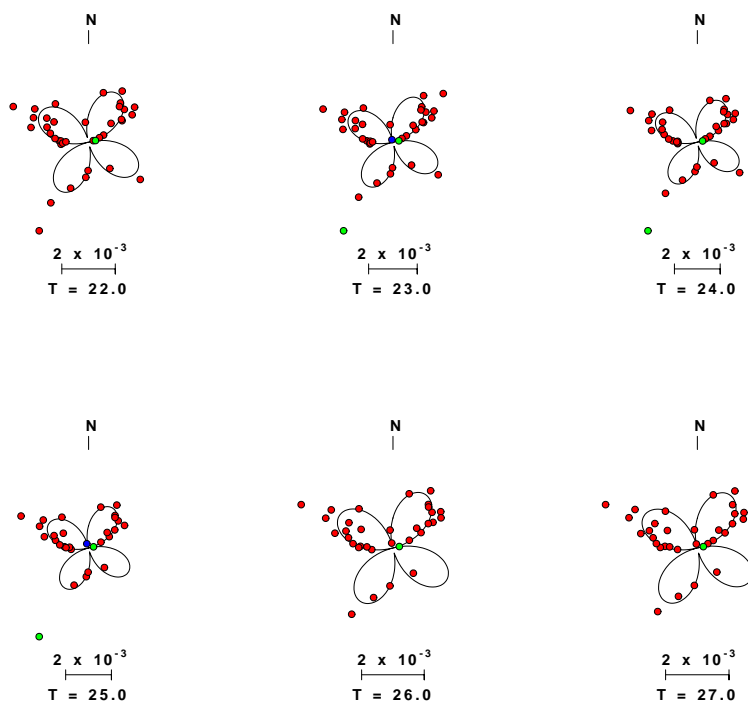 N N N
2 x 10⁻³ 2 x 10⁻³ 2 x 10⁻³
T = 22.0 T = 23.0 T = 24.0
N N N
2 x 10⁻³ 2 x 10⁻³ 2 x 10⁻³
T = 25.0 T = 26.0 T = 27.0